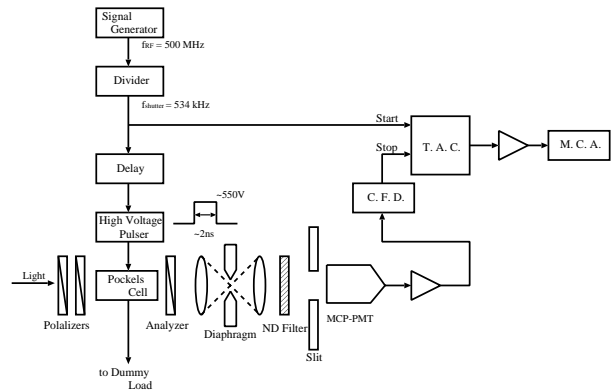 Signal
Generator
fRF = 500 MHz
Divider
fshutter = 534 kHz
Start
Stop
T. A. C.
M. C. A.
Delay
C. F. D.
~550V
High Voltage
Pulser
~2ns
Light
Pockels
Cell
Polalizers
Analyzer
Diaphragm
ND Filter
MCP-PMT
Slit
to Dummy
Load